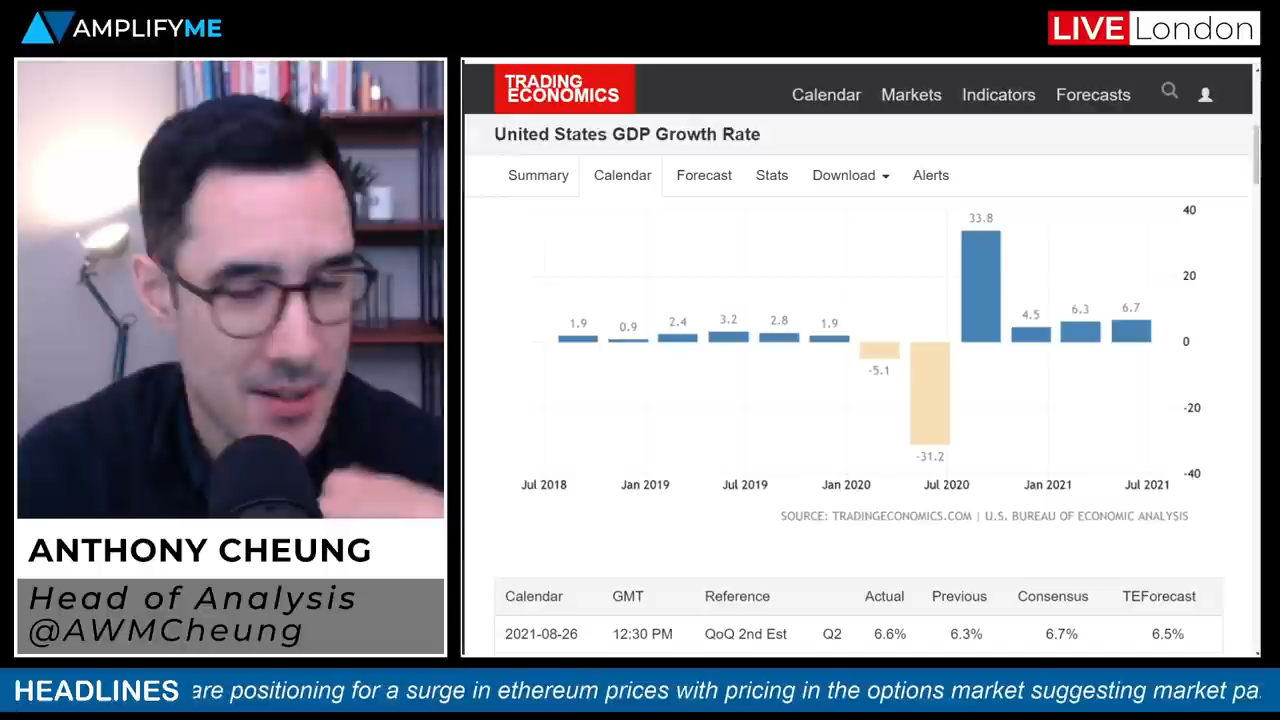 AMPLIFYME
LIVE London
TRADING
ECONOMICS
Calendar Markets Indicators Forecasts
United States GDP Growth Rate
Summary Calendar Forecast Stats Download Alerts
40
20
0
-20
-40
1.9 0.9 2.4 3.2 2.8 1.9 -5.1 -31.2 33.8 4.5 6.3 6.7
Jul 2018 Jan 2019 Jul 2019 Jan 2020 Jul 2020 Jan 2021 Jul 2021
SOURCE: TRADINGECONOMICS.COM | U.S. BUREAU OF ECONOMIC ANALYSIS
Calendar GMT Reference Actual Previous Consensus TEForecast
2021-08-26 12:30 PM QoQ 2nd Est Q2 6.6% 6.3% 6.7% 6.5%
ANTHONY CHEUNG
Head of Analysis
@AWMCheung
HEADLINES are positioning for a surge in ethereum prices with pricing in the options market suggesting market pa